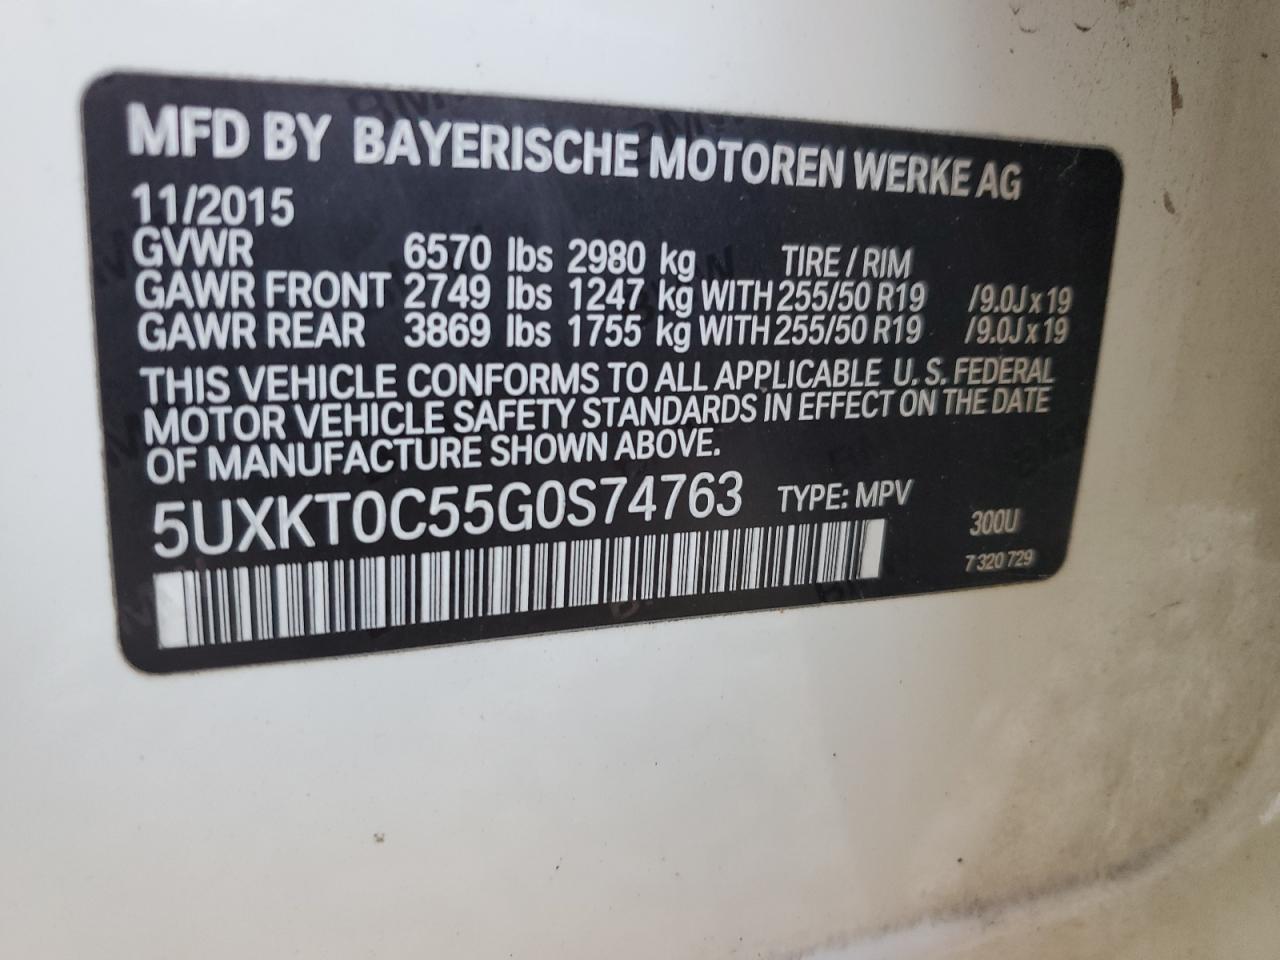 MFD BY BAYERISCHE MOTOREN WERKE AG
11/2015
GVWR 6570 lbs 2980 kg TIRE / RIM
GAWR FRONT 2749 lbs 1247 kg WITH 255/50 R19 /9.0J x 19
GAWR REAR 3869 lbs 1755 kg WITH 255/50 R19 /9.0J x 19
THIS VEHICLE CONFORMS TO ALL APPLICABLE U. S. FEDERAL
MOTOR VEHICLE SAFETY STANDARDS IN EFFECT ON THE DATE
OF MANUFACTURE SHOWN ABOVE.
5UXKT0C55G0S74763 TYPE: MPV
300U
7 320 729